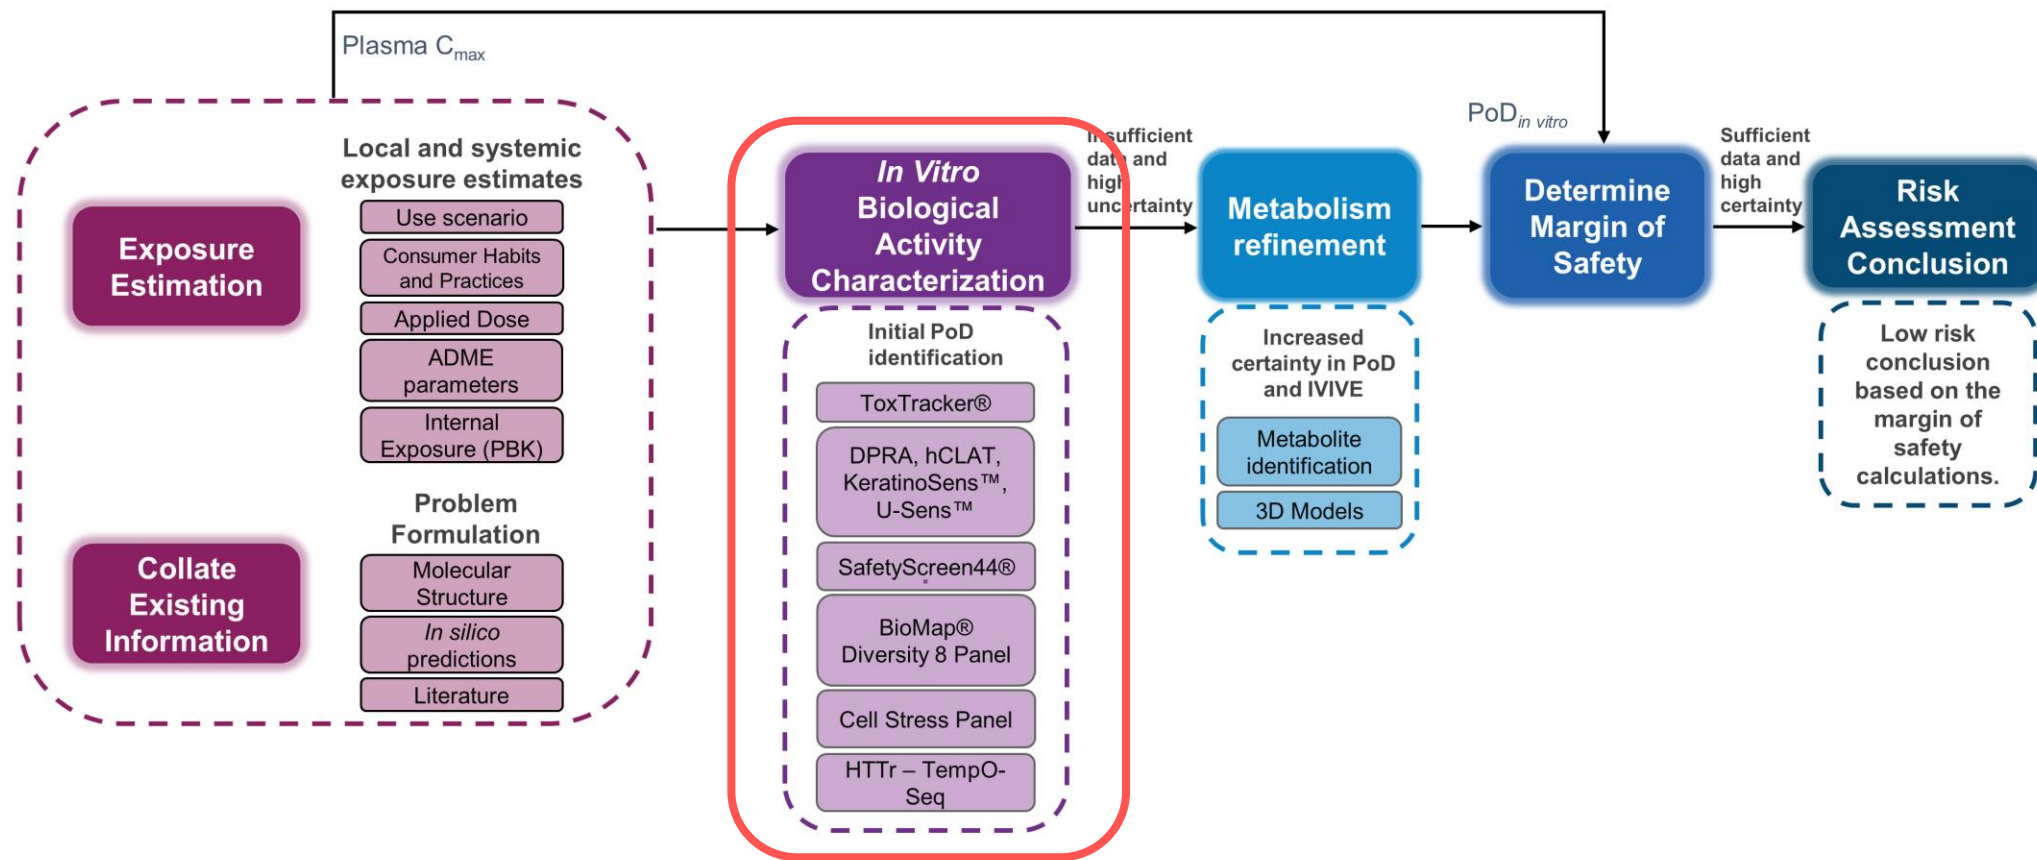 Plasma Cmax
Exposure
Estimation
Local and systemic
exposure estimates
Use scenario
Consumer Habits
and Practices
Applied Dose
ADME
parameters
Internal
Exposure (PBK)
Collate
Existing
Information
Problem
Formulation
Molecular
Structure
In silico
predictions
Literature
In Vitro
Biological
Activity
Characterization
Initial PoD
identification
ToxTracker®
DPRA, hCLAT,
KeratinoSens™,
U-Sens™
SafetyScreen44®
BioMap®
Diversity 8 Panel
Cell Stress Panel
HTTr – TempO-
Seq
Insufficient
data and
high
uncertainty
Metabolism
refinement
Increased
certainty in PoD
and IVIVE
Metabolite
identification
3D Models
PoDin vitro
Determine
Margin of
Safety
Sufficient
data and
high
certainty
Risk
Assessment
Conclusion
Low risk
conclusion
based on the
margin of
safety
calculations.